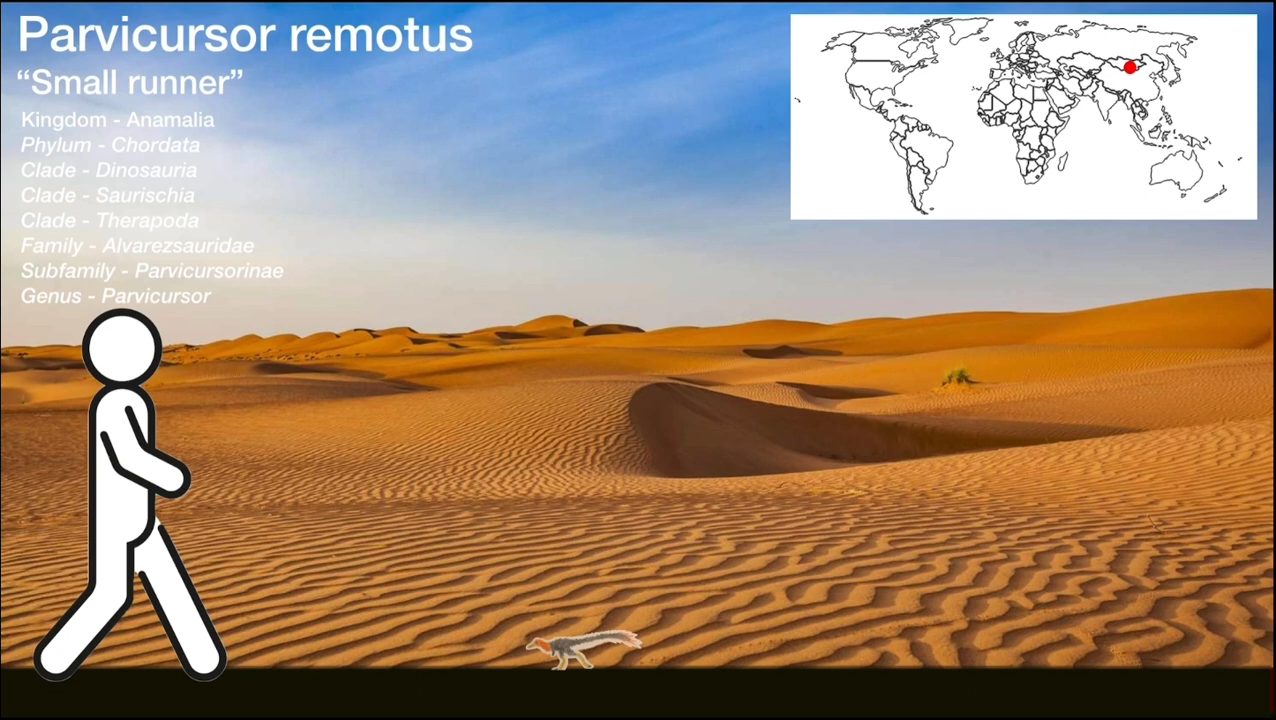 Parvicursor remotus
“Small runner”
Kingdom - Anamalia
Phylum - Chordata
Clade - Dinosauria
Clade - Saurischia
Clade - Therapoda
Family - Alvarezsauridae
Subfamily - Parvicursorinae
Genus - Parvicursor